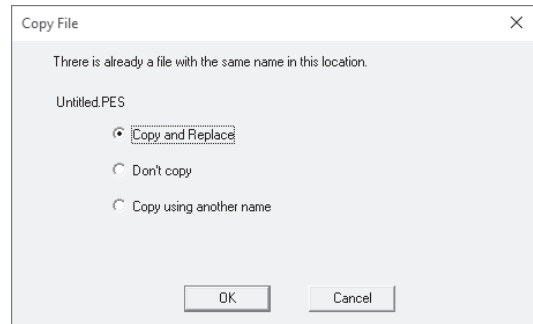 Copy File
Threre is already a file with the same name in this location.
Untitled.PES
Copy and Replace
Don't copy
Copy using another name
OK Cancel